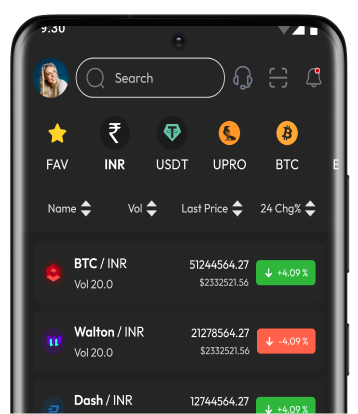 9:30
Search
FAV INR USDT UPRO BTC E
Name Vol Last Price 24 Chg%
BTC / INR 51244564.27 +4.09 %
Vol 20.0 $2332521.56
Walton / INR 21278564.27 -4.09 %
Vol 20.0 $2332521.56
Dash / INR 12744564.27 +4.09 %